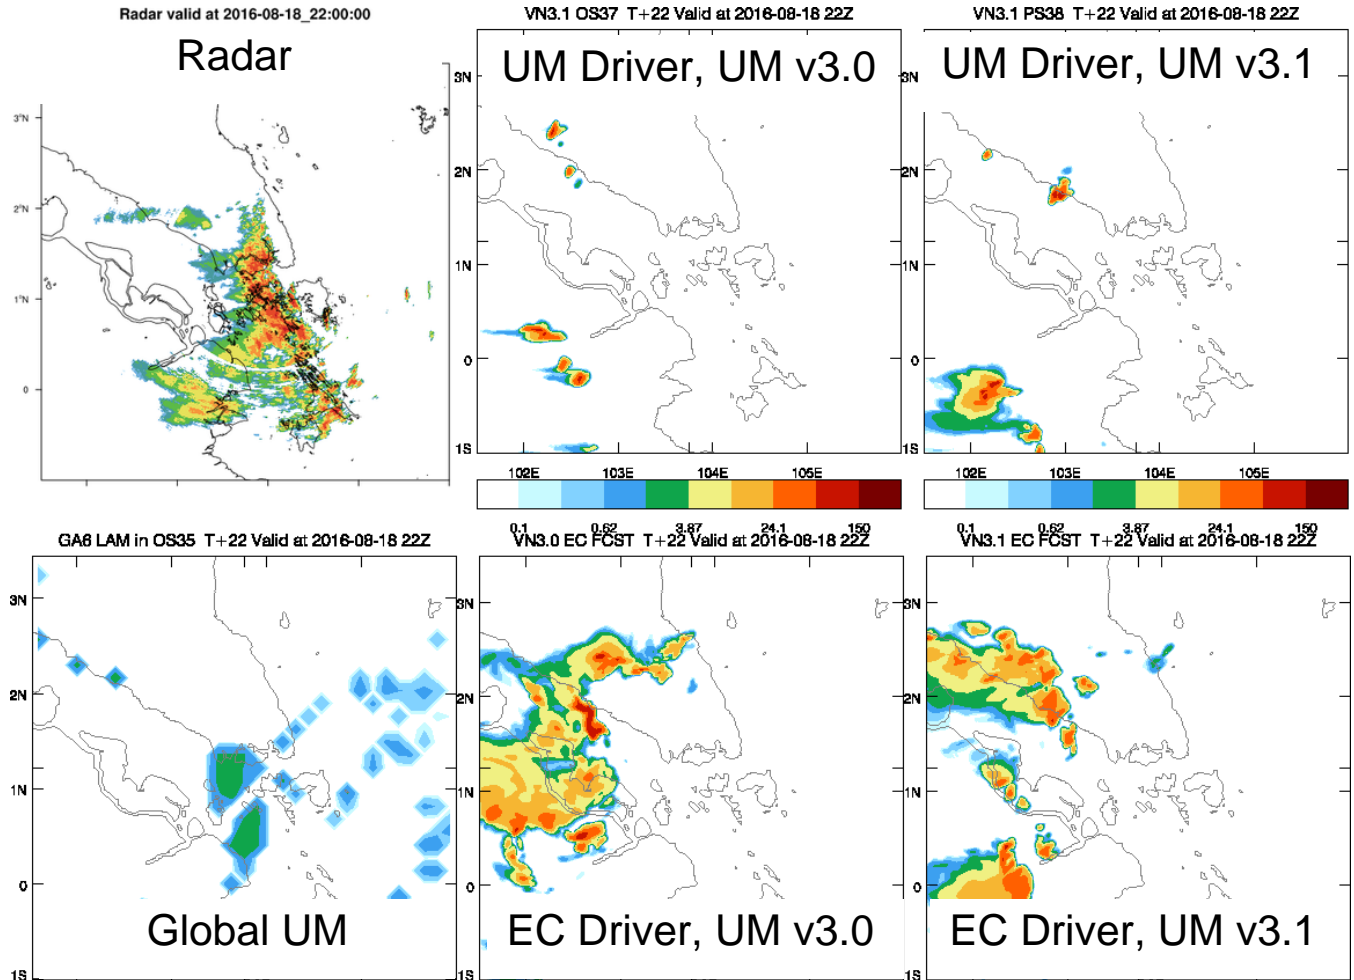 Radar valid at 2016-08-18_22:00:00
Radar
3°N
2°N
1°N
0
VN3.1 OS37 T+22 Valid at 2016-08-18 22Z
UM Driver, UM v3.0
3N
2N
1N
0
1S
102E 103E 104E 105E
0.1 0.62 3.87 24.1 150
VN3.1 PS38 T+22 Valid at 2016-08-18 22Z
UM Driver, UM v3.1
3N
2N
1N
0
1S
102E 103E 104E 105E
0.1 0.62 3.87 24.1 150
GA6 LAM in OS35 T+22 Valid at 2016-08-18 22Z
3N
2N
1N
0
Global UM
1S
VN3.0 EC FCST T+22 Valid at 2016-08-18 22Z
3N
2N
1N
0
EC Driver, UM v3.0
1S
VN3.1 EC FCST T+22 Valid at 2016-08-18 22Z
3N
2N
1N
0
EC Driver, UM v3.1
1S